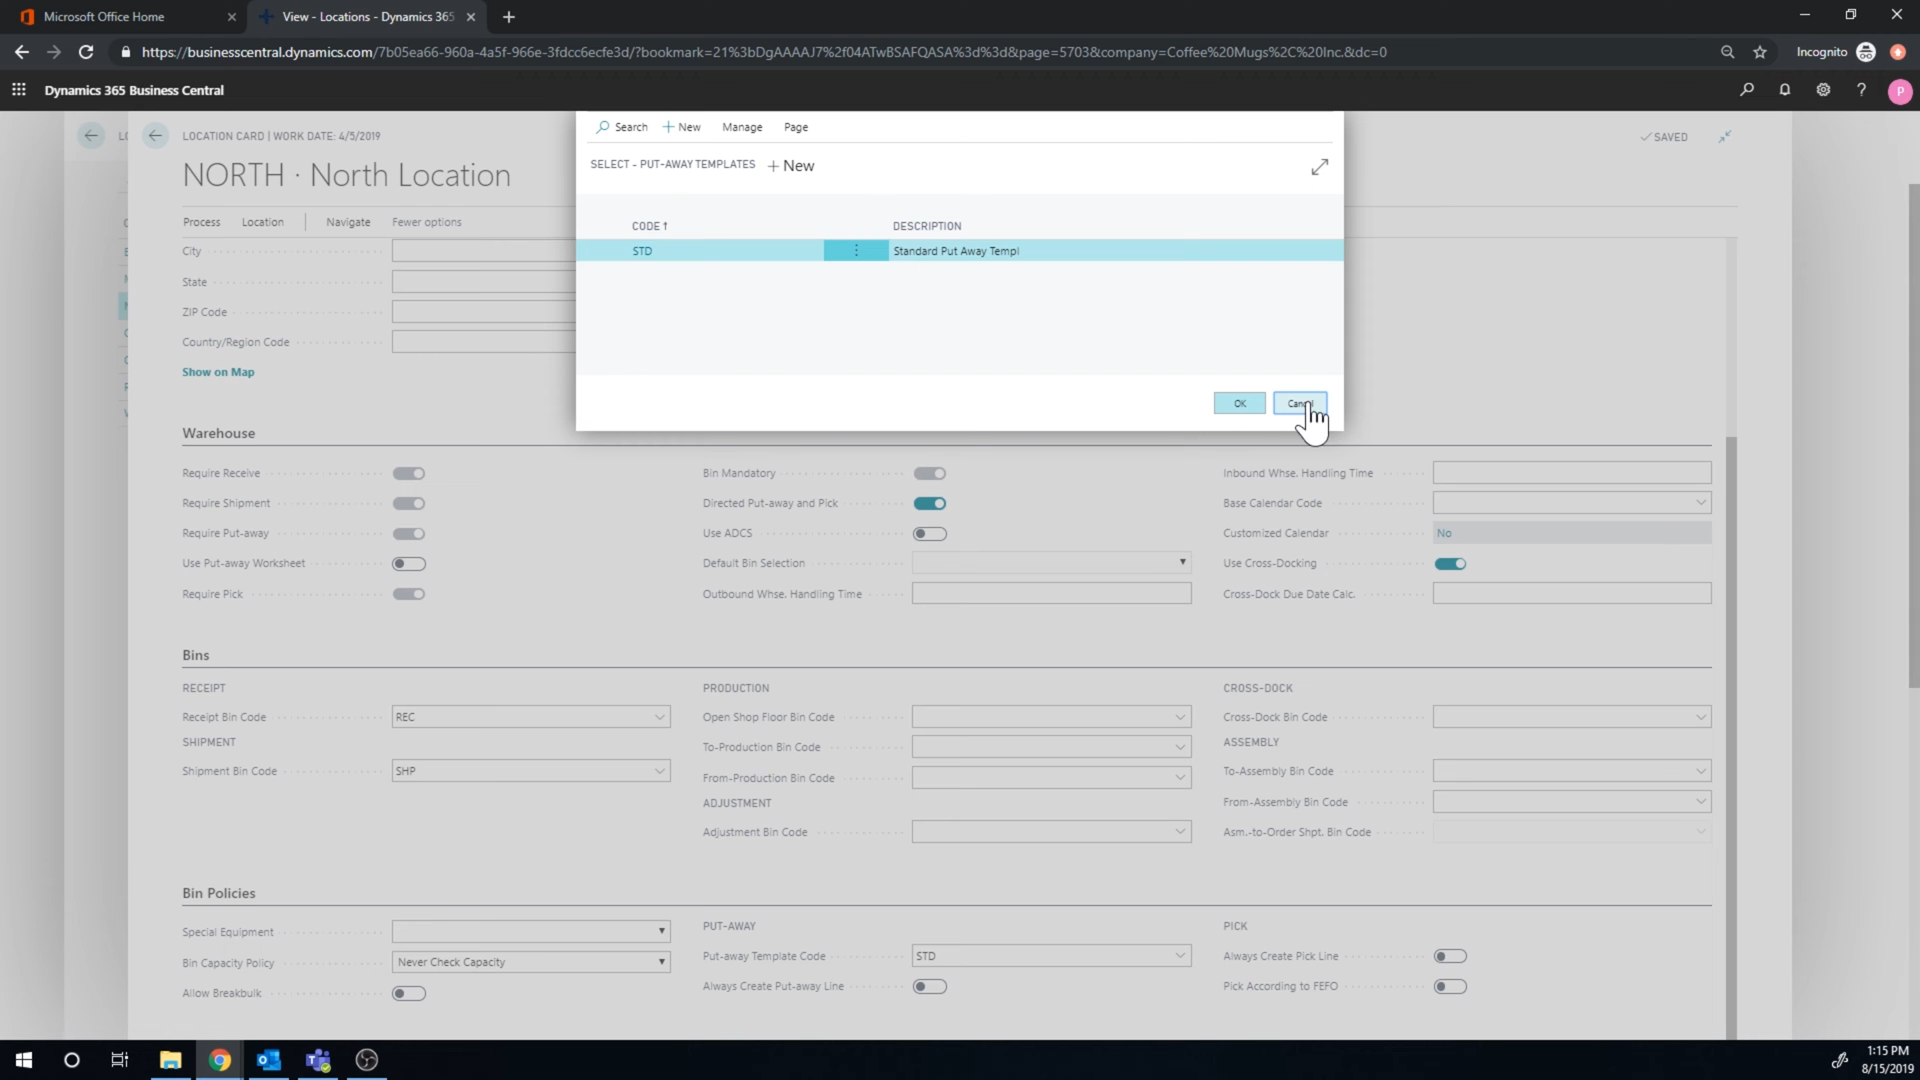 Microsoft Office Home
View - Locations - Dynamics 365
https://businesscentral.dynamics.com/7b05ea66-960a-4a5f-966e-3fdcc6ecfe3d/?bookmark=21%3bDgAAAAJ7%2f04ATwBSAFQASA%3d%3d&page=5703&company=Coffee%20Mugs%2C%20Inc.&dc=0
Incognito
Dynamics 365 Business Central
P
LOCATION CARD | WORK DATE: 4/5/2019
SAVED
NORTH · North Location
Process Location Navigate Fewer options
Search New Manage Page
SELECT - PUT-AWAY TEMPLATES + New
CODE ↑ DESCRIPTION
STD Standard Put Away Templ
OK
City
State
ZIP Code
Country/Region Code
Show on Map
Warehouse
Require Receive
Require Shipment
Require Put-away
Use Put-away Worksheet
Require Pick
Bin Mandatory
Directed Put-away and Pick
Use ADCS
Default Bin Selection
Outbound Whse. Handling Time
Inbound Whse. Handling Time
Base Calendar Code
Customized Calendar No
Use Cross-Docking
Cross-Dock Due Date Calc.
Bins
RECEIPT
Receipt Bin Code REC
SHIPMENT
Shipment Bin Code SHP
PRODUCTION
Open Shop Floor Bin Code
To-Production Bin Code
From-Production Bin Code
ADJUSTMENT
Adjustment Bin Code
CROSS-DOCK
Cross-Dock Bin Code
ASSEMBLY
To-Assembly Bin Code
From-Assembly Bin Code
Asm.-to-Order Shpt. Bin Code
Bin Policies
Special Equipment
Bin Capacity Policy Never Check Capacity
Allow Breakbulk
PUT-AWAY
Put-away Template Code STD
Always Create Put-away Line
PICK
Always Create Pick Line
Pick According to FEFO
1:15 PM
8/15/2019